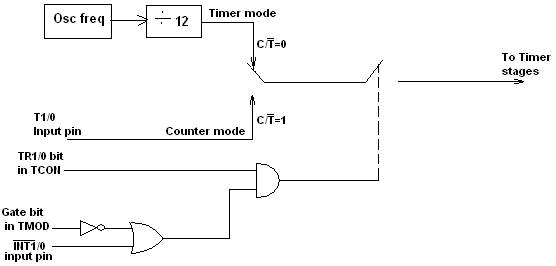 Osc freq
÷ 12
Timer mode
C/T̅=0
To Timer
stages
T1/0
Input pin
Counter mode
C/T̅=1
TR1/0 bit
in TCON
Gate bit
in TMOD
I̅N̅T̅1/0
input pin